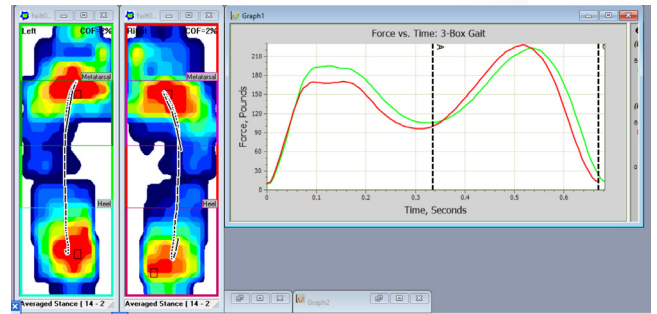 Left
COF=2%
Metatarsal
Heel
Averaged Stance [ 14 - 2
Right
COF=2%
Metatarsal
Heel
Averaged Stance [ 14 - 2
Graph1
Force vs. Time: 3-Box Gait
A
Force, Pounds
210
180
150
120
90
60
30
0
0
0.1
0.2
0.3
0.4
0.5
0.6
Time, Seconds
Graph2